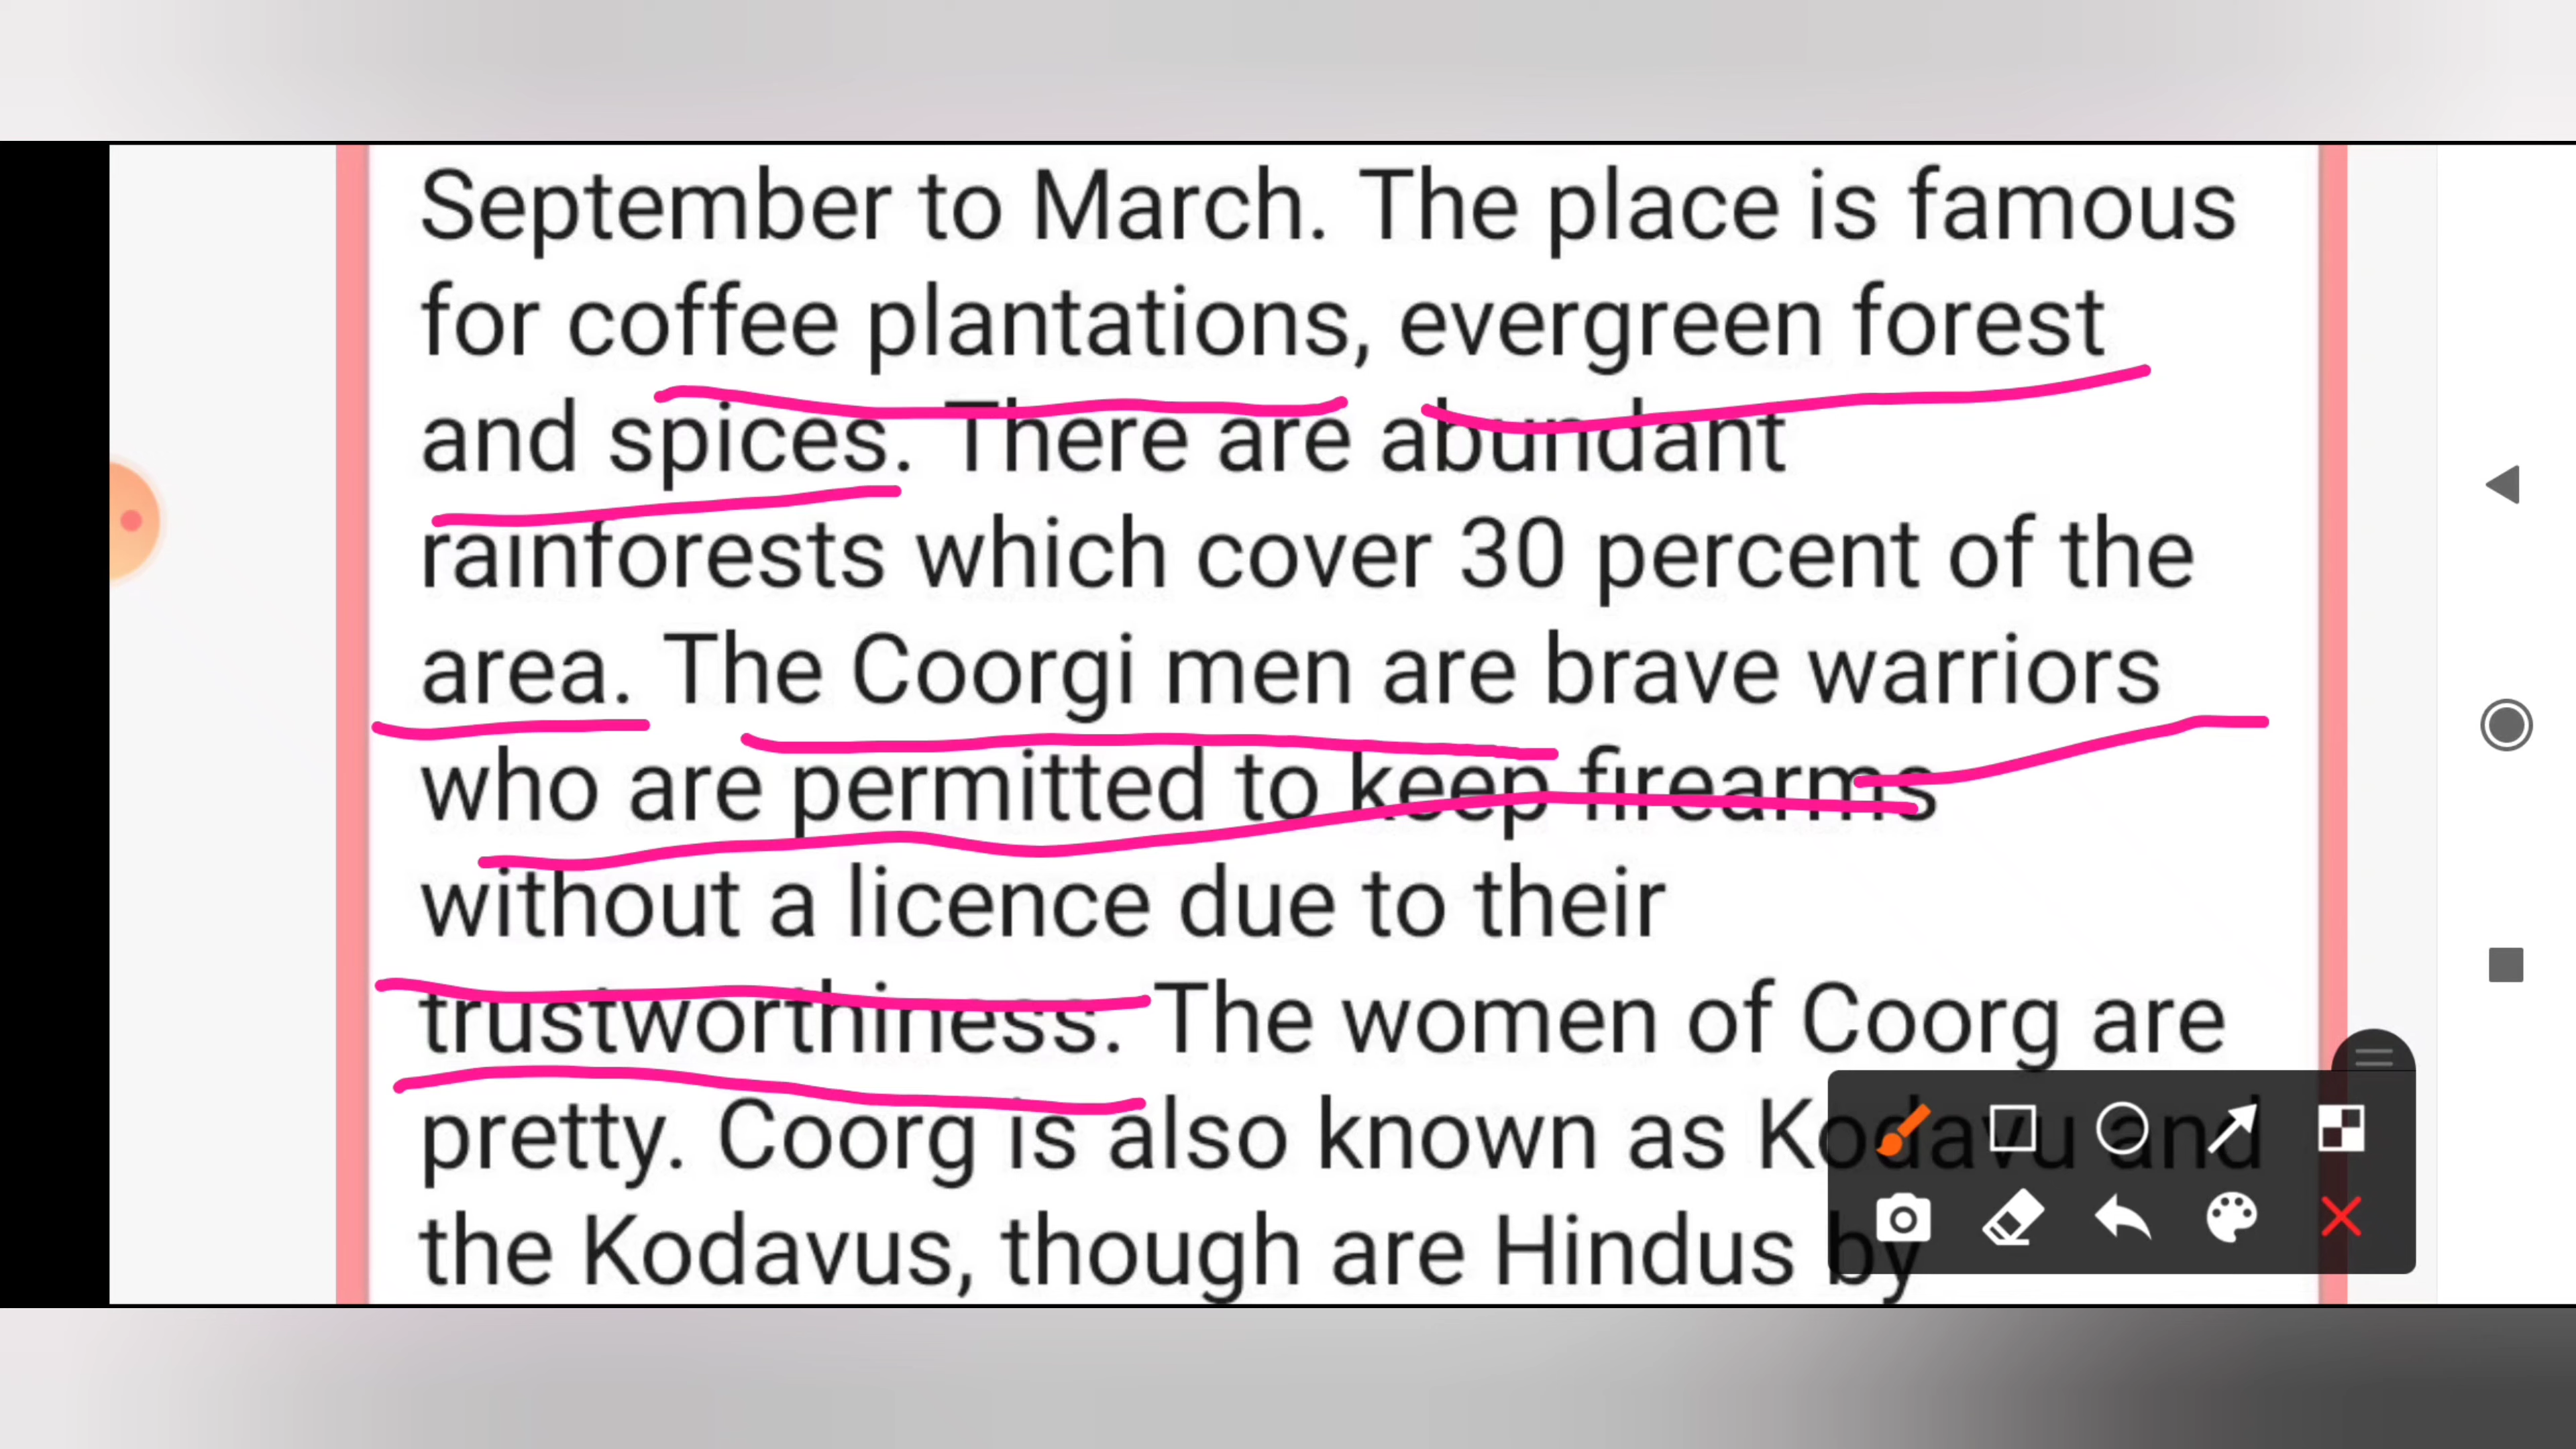 September to March. The place is famous
for coffee plantations, evergreen forest
and spices. There are abundant
rainforests which cover 30 percent of the
area. The Coorgi men are brave warriors
who are permitted to keep firearms
without a licence due to their
trustworthiness. The women of Coorg are
pretty. Coorg is also known as Kodavu and
the Kodavus, though are Hindus by